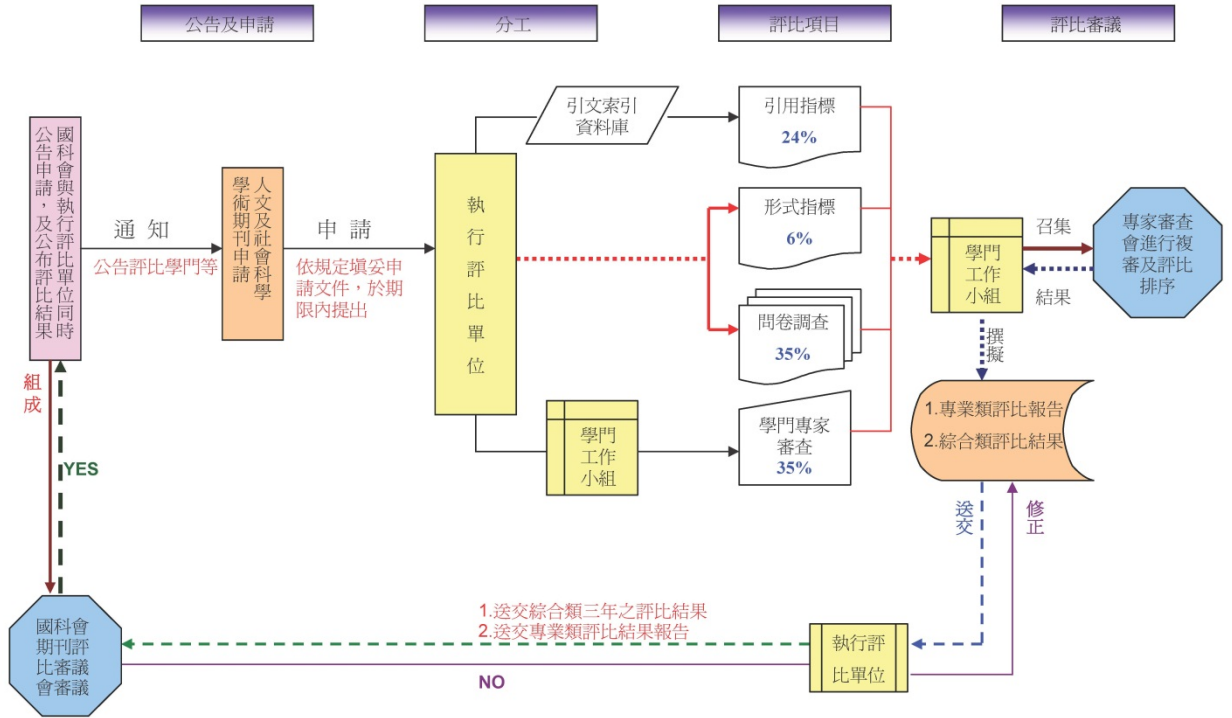 公告及申請
分工
評比項目
評比審議
國科會與執行評比單位同時
公告申請，及公布評比結果
通知
公告評比學門等
人文及社會科學
學術期刊申請
申請
依規定填妥申
請文件，於期
限內提出
執行評比單位
引文索引
資料庫
引用指標
24%
形式指標
6%
問卷調查
35%
學門
工作
小組
學門專家
審查
35%
學門
工作
小組
召集
結果
專家審查
會進行複
審及評比
排序
撰擬
1.專業類評比報告
2.綜合類評比結果
送交
修正
組成
YES
國科會
期刊評
比審議
會審議
1.送交綜合類三年之評比結果
2.送交專業類評比結果報告
NO
執行評
比單位